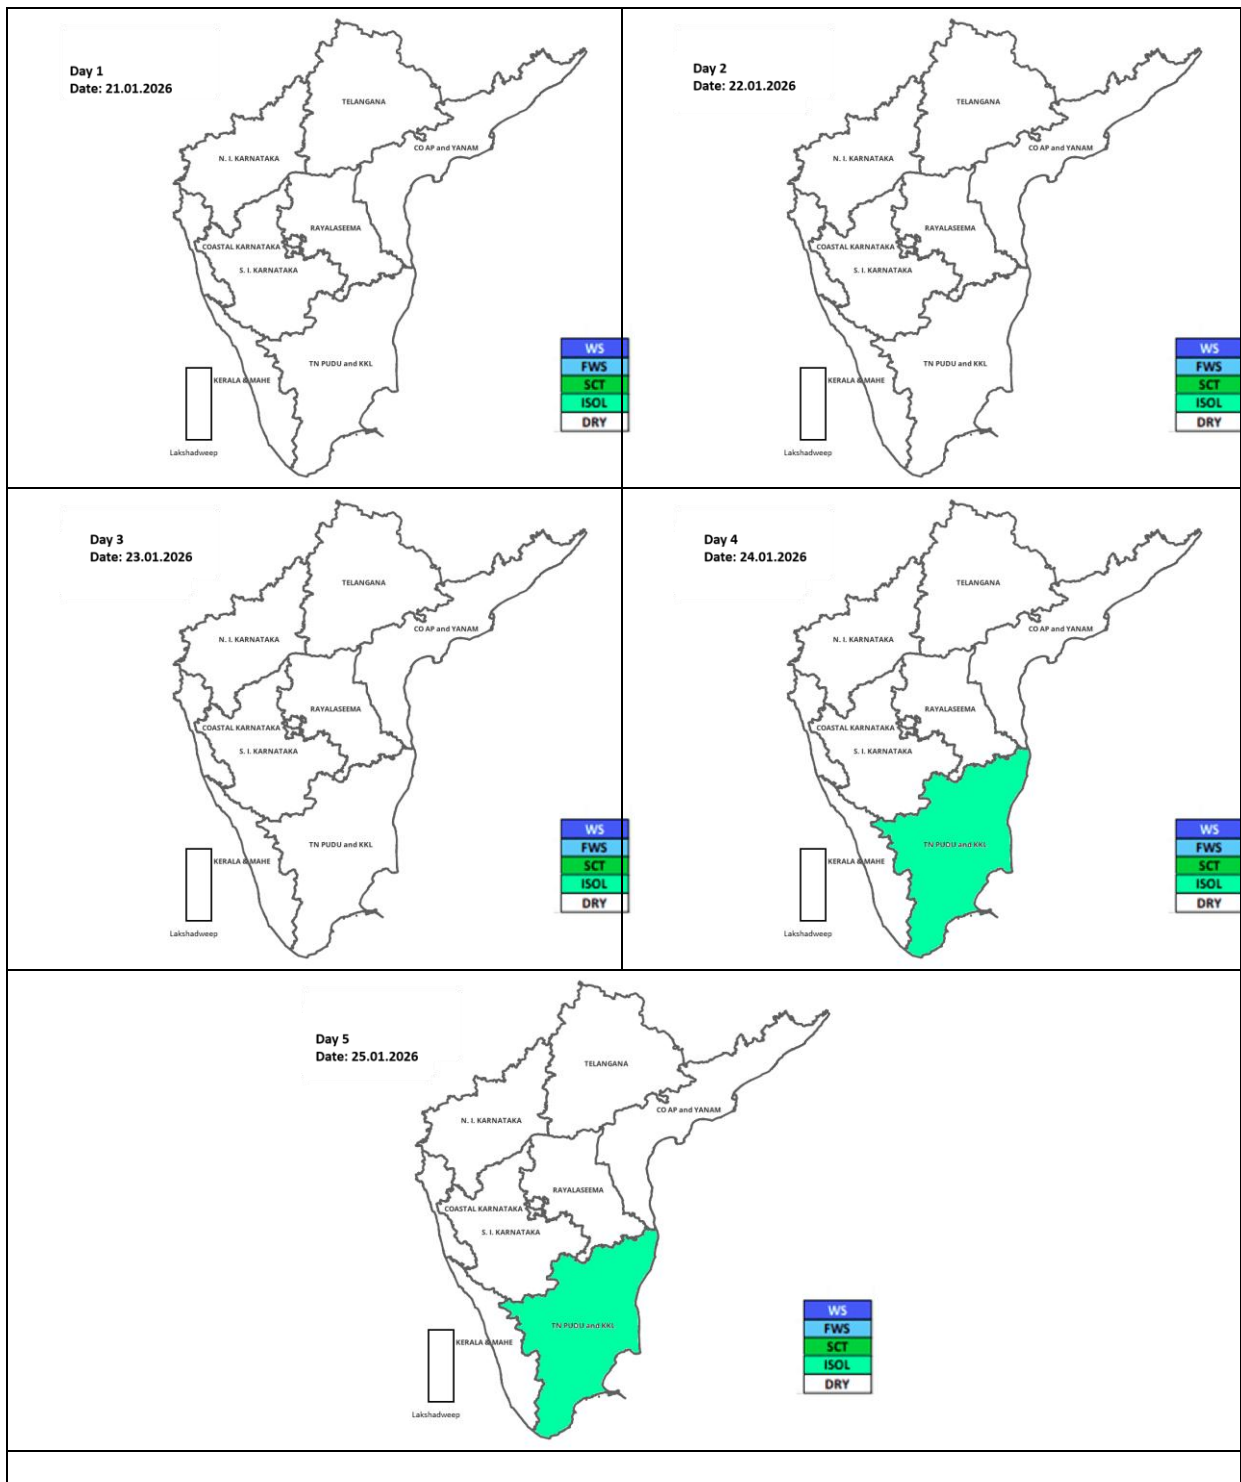 Day 1
Date: 21.01.2026
TELANGANA
CO AP and YANAM
N. I. KARNATAKA
RAYALASEEMA
COASTAL KARNATAKA
S. I. KARNATAKA
TN PUDU and KKL
KERALA & MAHE
Lakshadweep
WS
FWS
SCT
ISOL
DRY
Day 2
Date: 22.01.2026
TELANGANA
CO AP and YANAM
N. I. KARNATAKA
RAYALASEEMA
COASTAL KARNATAKA
S. I. KARNATAKA
TN PUDU and KKL
KERALA & MAHE
Lakshadweep
WS
FWS
SCT
ISOL
DRY
Day 3
Date: 23.01.2026
TELANGANA
CO AP and YANAM
N. I. KARNATAKA
RAYALASEEMA
COASTAL KARNATAKA
S. I. KARNATAKA
TN PUDU and KKL
KERALA & MAHE
Lakshadweep
WS
FWS
SCT
ISOL
DRY
Day 4
Date: 24.01.2026
TELANGANA
CO AP and YANAM
N. I. KARNATAKA
RAYALASEEMA
COASTAL KARNATAKA
S. I. KARNATAKA
TN PUDU and KKL
KERALA & MAHE
Lakshadweep
WS
FWS
SCT
ISOL
DRY
Day 5
Date: 25.01.2026
TELANGANA
CO AP and YANAM
N. I. KARNATAKA
RAYALASEEMA
COASTAL KARNATAKA
S. I. KARNATAKA
TN PUDU and KKL
KERALA & MAHE
Lakshadweep
WS
FWS
SCT
ISOL
DRY